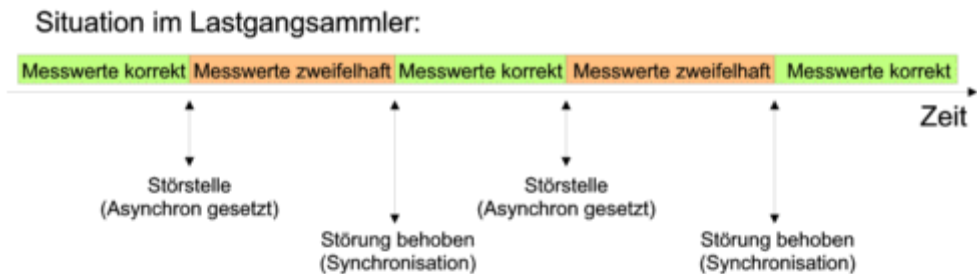 Situation im Lastgangsammler:
Messwerte korrekt Messwerte zweifelhaft Messwerte korrekt Messwerte zweifelhaft Messwerte korrekt
Zeit
Störstelle
(Asynchron gesetzt)
Störstelle
(Asynchron gesetzt)
Störung behoben
(Synchronisation)
Störung behoben
(Synchronisation)